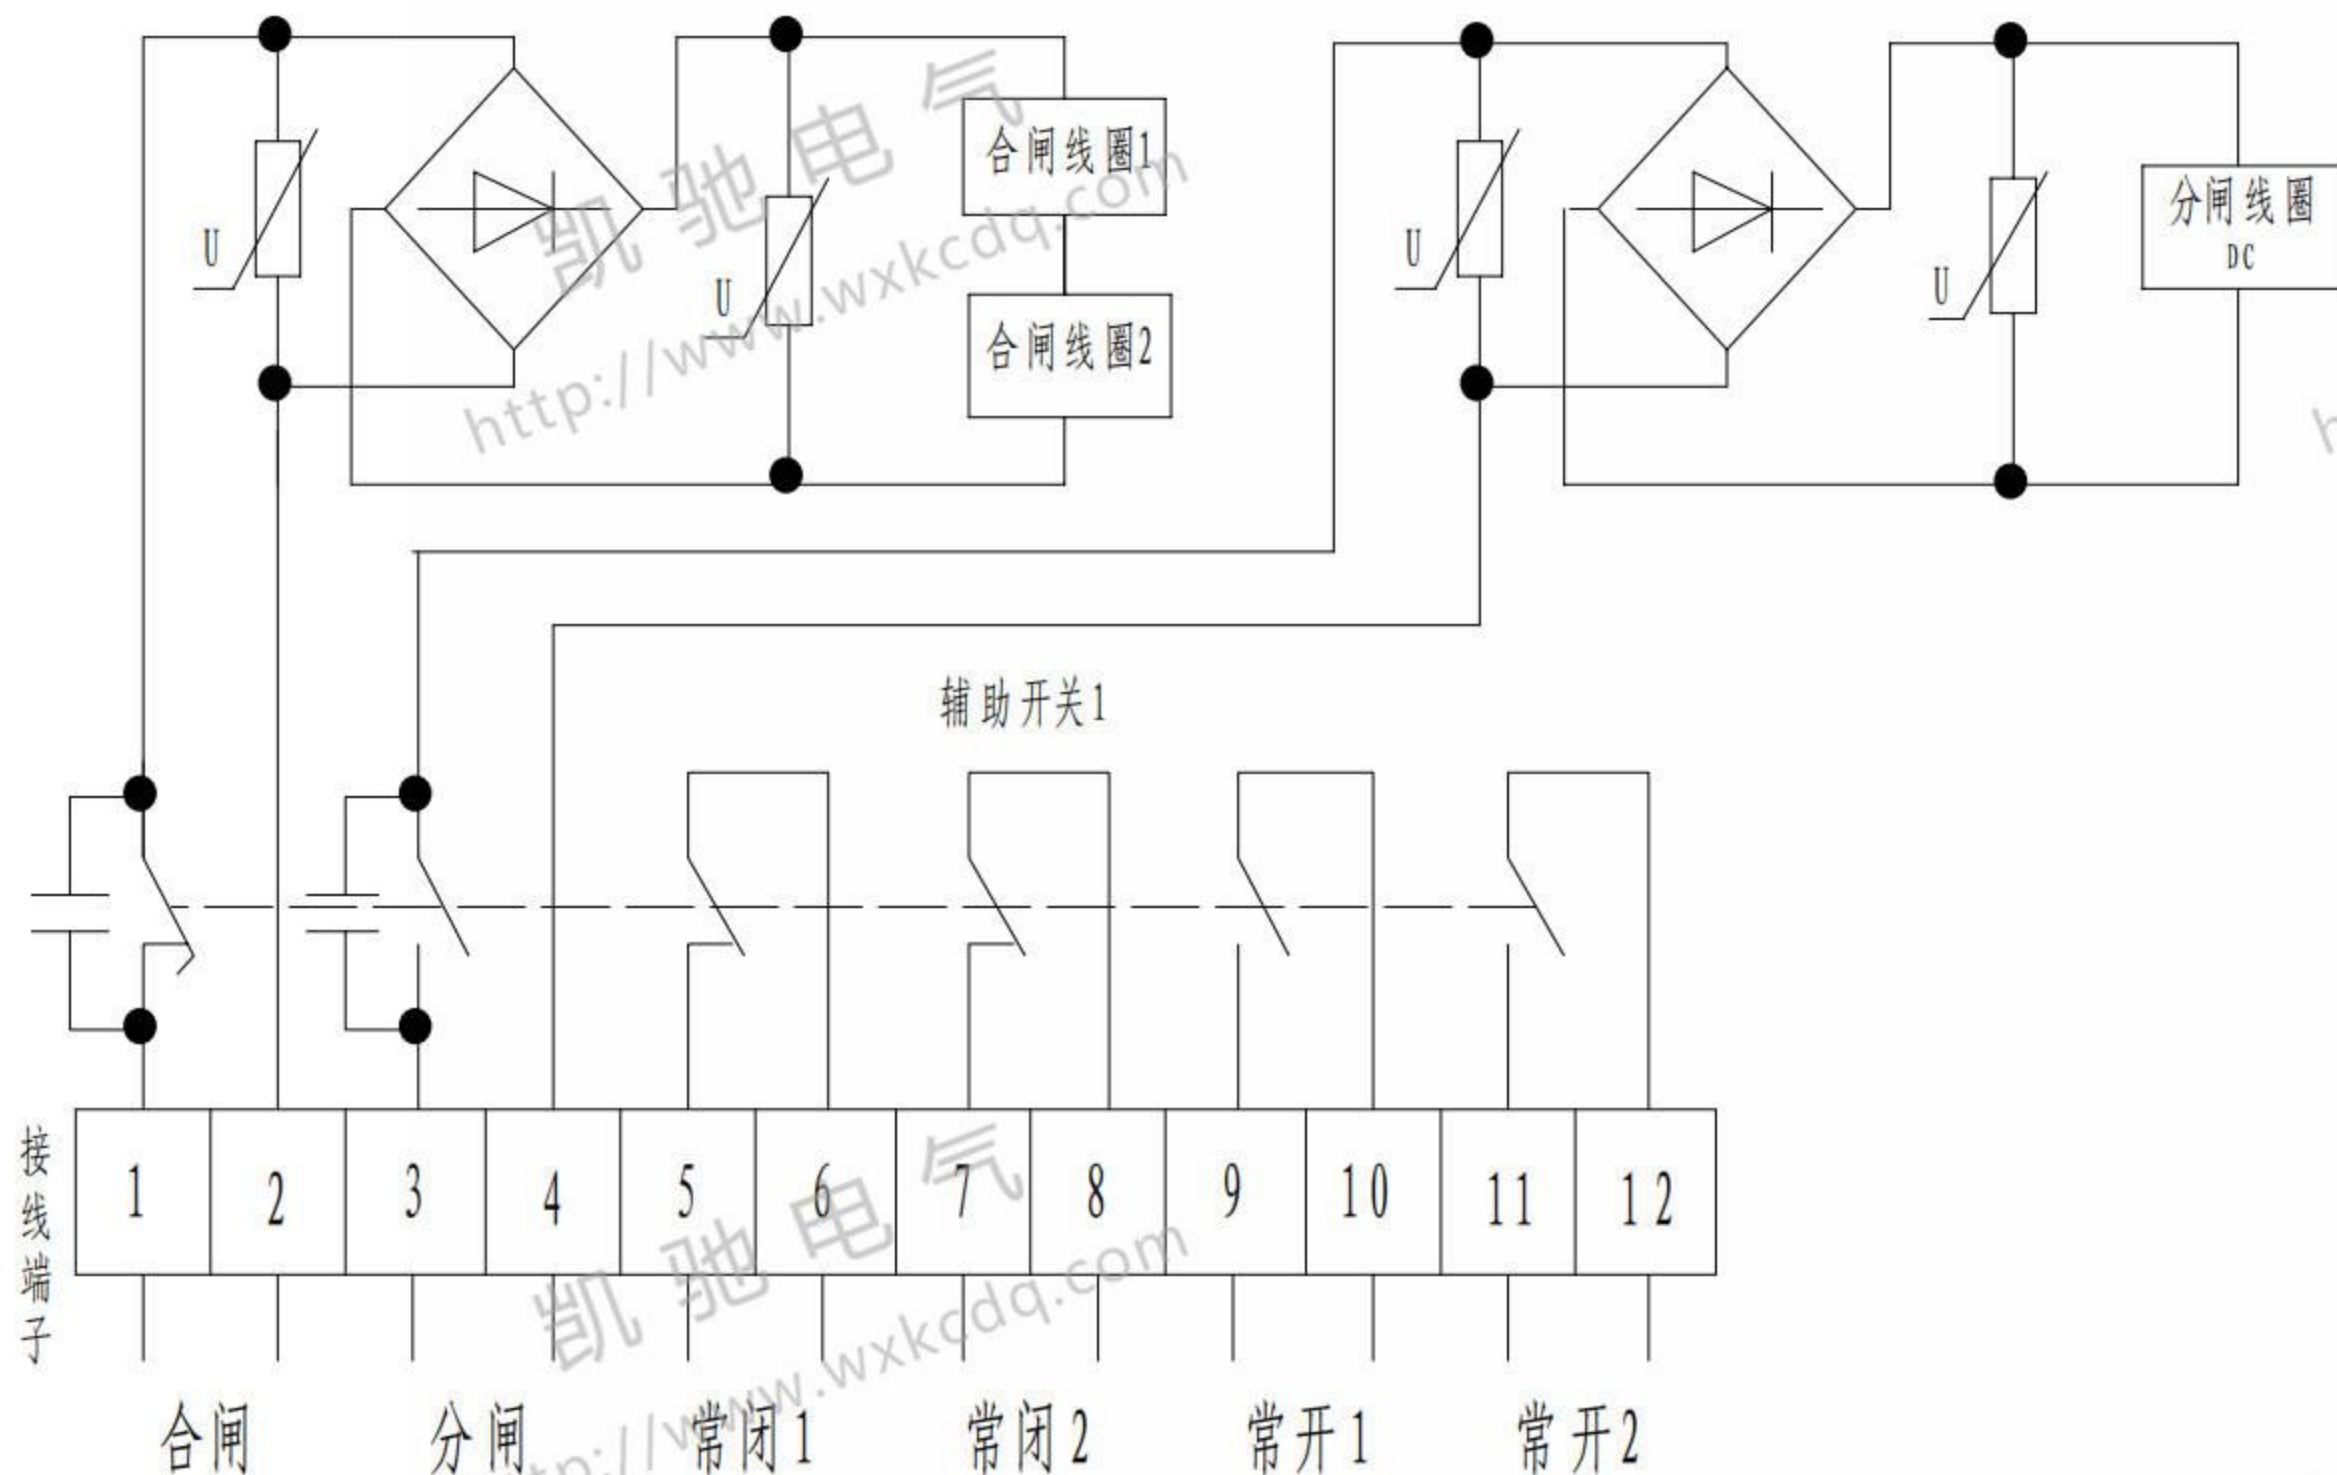 凯驰电气
http://www.wxkcdq.com
合闸线圈1
合闸线圈2
U
U
U
U
分闸线圈
DC
h
辅助开关1
接线端子
1 2 3 4 5 6 7 8 9 10 11 12
凯驰电气
http://www.wxkcdq.com
合闸 分闸 常闭1 常闭2 常开1 常开2